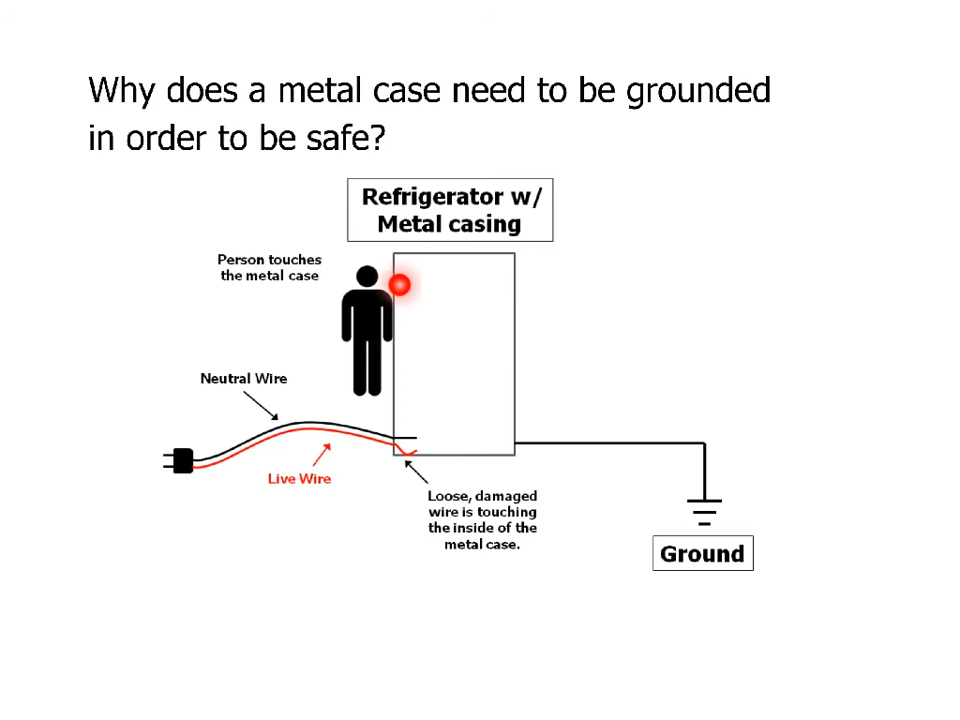 Why does a metal case need to be grounded
in order to be safe?
Refrigerator w/
Metal casing
Person touches
the metal case
Neutral Wire
Live Wire
Loose, damaged
wire is touching
the inside of the
metal case.
Ground